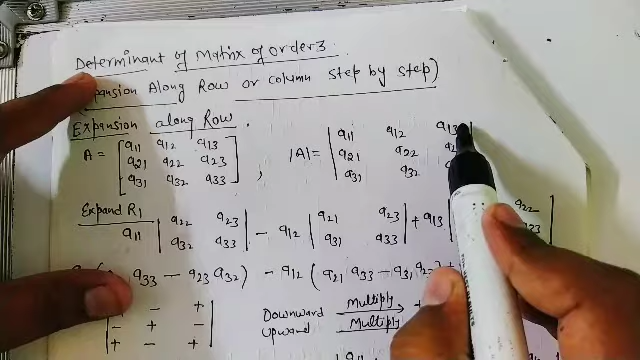 Determinant of Matrix of order 3.
Expansion Along Row or column step by step)
Expansion along Row.
A = [a11 a12 a13
a21 a22 a23
a31 a32 a33] , |A| = |a11 a12 a13
a21 a22
a31 a32
Expand R1
a11 |a22 a23
a32 a33| - a12 |a21 a23
a31 a33| + a13 | a22
a33 - a23 a32) - a12 (a21 a33 - a31 a23) +
| - +
- + -
+ - +|
Downward Multiply → +
Upward Multiply →